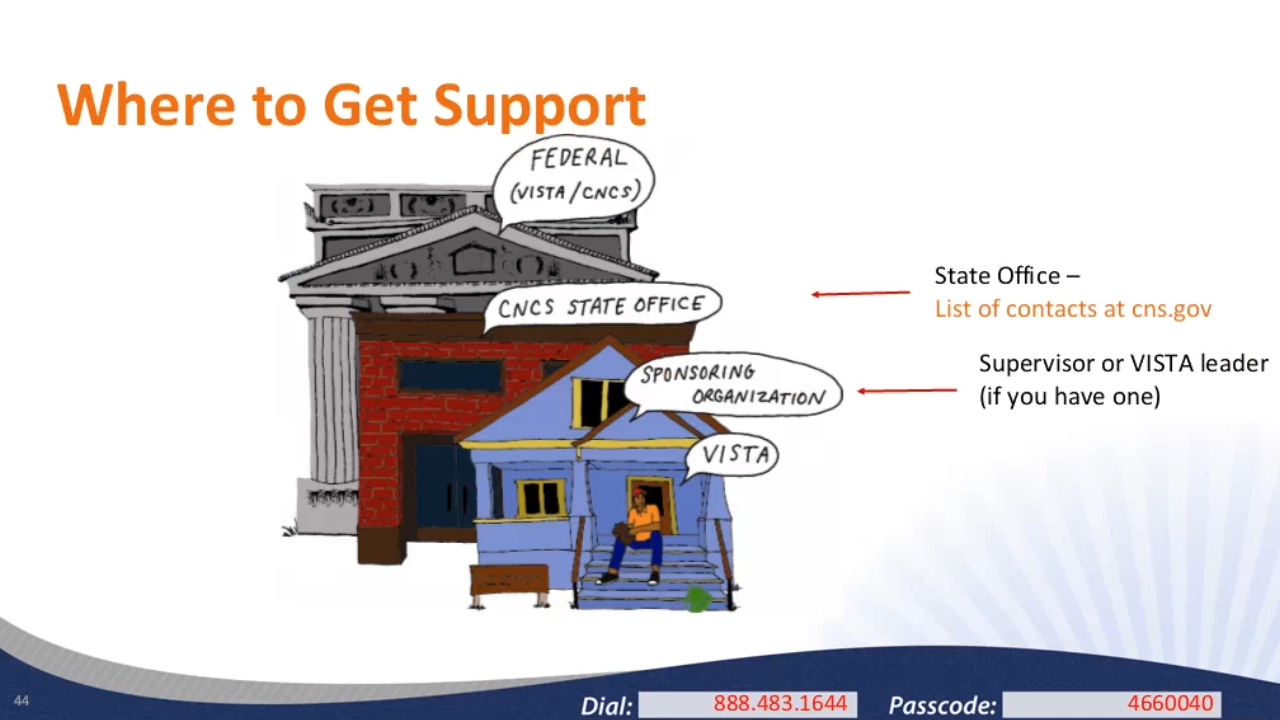 Where to Get Support
FEDERAL
(VISTA/CNCS)
CNCS STATE OFFICE
State Office –
List of contacts at cns.gov
SPONSORING
ORGANIZATION
Supervisor or VISTA leader
(if you have one)
VISTA
44
Dial: 888.483.1644 Passcode: 4660040